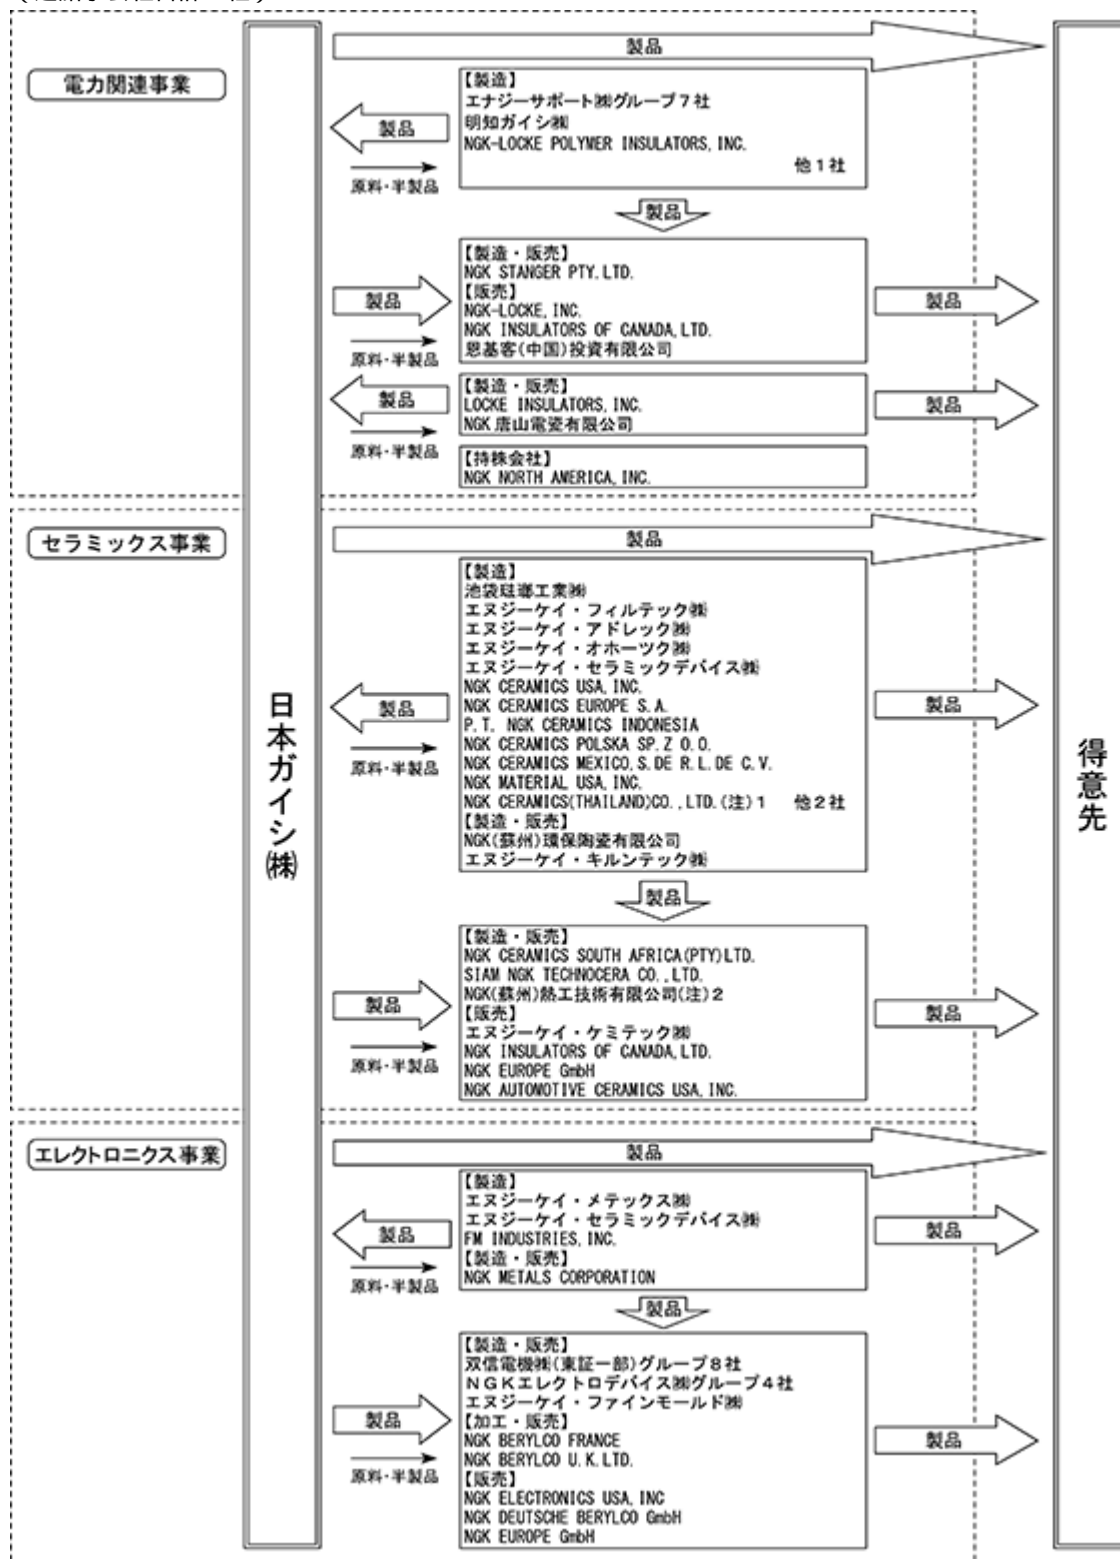 製品
電力関連事業
【製造】
エナジーサポート㈱グループ7社
明知ガイシ㈱
NGK-LOCKE POLYMER INSULATORS, INC.
他1社
製品
原料・半製品
製品
【製造・販売】
NGK STANGER PTY. LTD.
【販売】
NGK-LOCKE, INC.
NGK INSULATORS OF CANADA, LTD.
恩基客(中国)投資有限公司
製品
原料・半製品
製品
【製造・販売】
LOCKE INSULATORS, INC.
NGK唐山電瓷有限公司
製品
原料・半製品
製品
【持株会社】
NGK NORTH AMERICA, INC.
セラミックス事業
製品
【製造】
池袋琺瑯工業㈱
エヌジーケイ・フィルテック㈱
エヌジーケイ・アドレック㈱
エヌジーケイ・オホーツク㈱
エヌジーケイ・セラミックデバイス㈱
NGK CERAMICS USA, INC.
NGK CERAMICS EUROPE S.A.
P.T. NGK CERAMICS INDONESIA
NGK CERAMICS POLSKA SP. Z O.O.
NGK CERAMICS MEXICO, S. DE R.L. DE C.V.
NGK MATERIAL USA, INC.
NGK CERAMICS(THAILAND)CO., LTD. (注)1 他2社
【製造・販売】
NGK(蘇州)環保陶瓷有限公司
エヌジーケイ・キルンテック㈱
製品
原料・半製品
製品
日本ガイシ㈱
得意先
製品
【製造・販売】
NGK CERAMICS SOUTH AFRICA(PTY)LTD.
SIAM NGK TECHNOCERA CO., LTD.
NGK(蘇州)熱工技術有限公司(注)2
【販売】
エヌジーケイ・ケミテック㈱
NGK INSULATORS OF CANADA, LTD.
NGK EUROPE GmbH
NGK AUTOMOTIVE CERAMICS USA, INC.
製品
原料・半製品
製品
エレクトロニクス事業
製品
【製造】
エヌジーケイ・メテックス㈱
エヌジーケイ・セラミックデバイス㈱
FM INDUSTRIES, INC.
【製造・販売】
NGK METALS CORPORATION
製品
原料・半製品
製品
製品
【製造・販売】
双信電機㈱(東証一部)グループ8社
NGKエレクトロデバイス㈱グループ4社
エヌジーケイ・ファインモールド㈱
【加工・販売】
NGK BERYLCO FRANCE
NGK BERYLCO U.K. LTD.
【販売】
NGK ELECTRONICS USA, INC
NGK DEUTSCHE BERYLCO GmbH
NGK EUROPE GmbH
製品
原料・半製品
製品